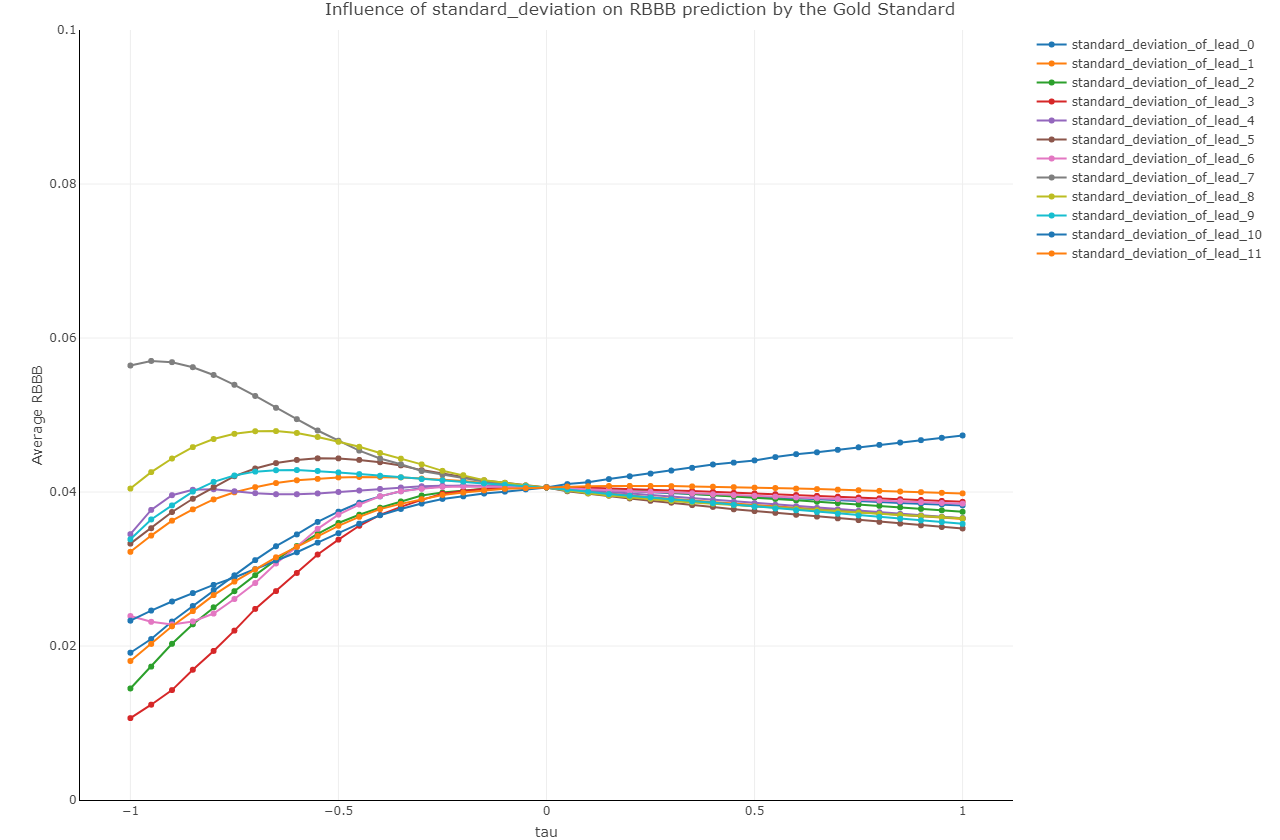 Influence of standard_deviation on RBBB prediction by the Gold Standard
0.1
0.08
0.06
0.04
0.02
0
Average RBBB
−1
−0.5
0
0.5
1
tau
standard_deviation_of_lead_0
standard_deviation_of_lead_1
standard_deviation_of_lead_2
standard_deviation_of_lead_3
standard_deviation_of_lead_4
standard_deviation_of_lead_5
standard_deviation_of_lead_6
standard_deviation_of_lead_7
standard_deviation_of_lead_8
standard_deviation_of_lead_9
standard_deviation_of_lead_10
standard_deviation_of_lead_11